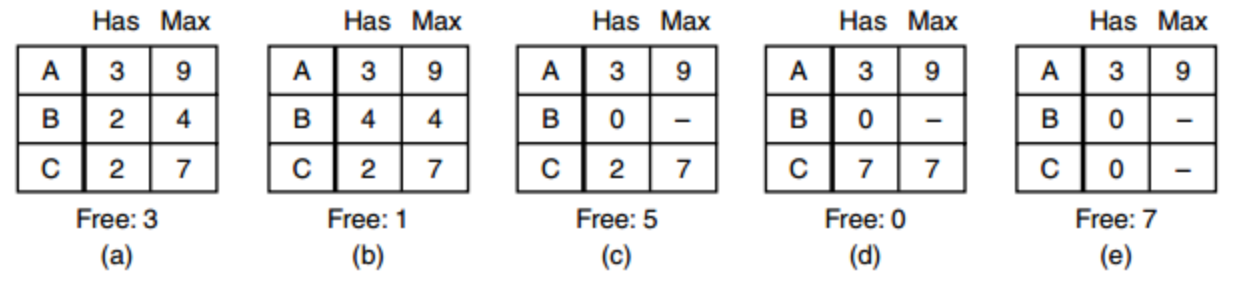 Has Max Has Max Has Max Has Max Has Max
A 3 9 A 3 9 A 3 9 A 3 9 A 3 9
B 2 4 B 4 4 B 0 – B 0 – B 0 –
C 2 7 C 2 7 C 2 7 C 7 7 C 0 –
Free: 3 Free: 1 Free: 5 Free: 0 Free: 7
(a) (b) (c) (d) (e)